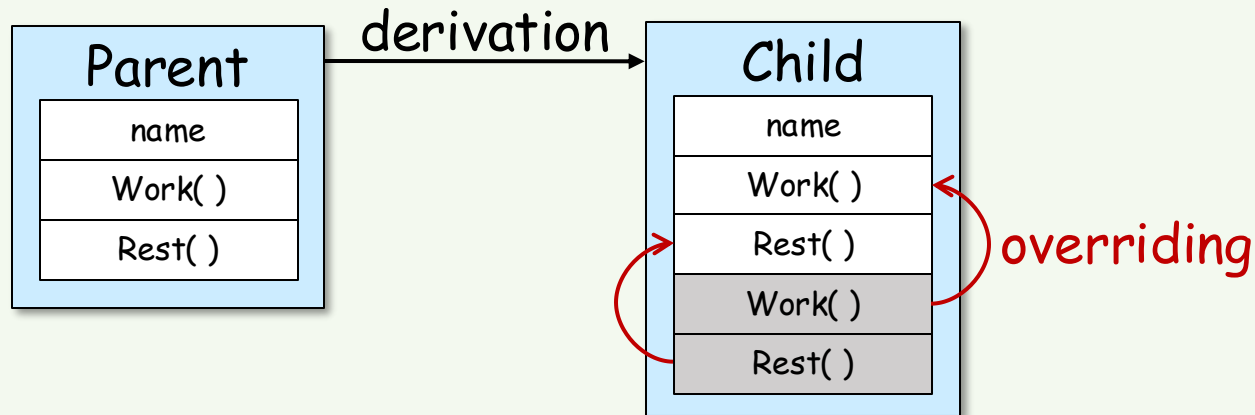 derivation
Parent
name
Work( )
Rest( )
Child
name
Work( )
Rest( )
Work( )
Rest( )
overriding